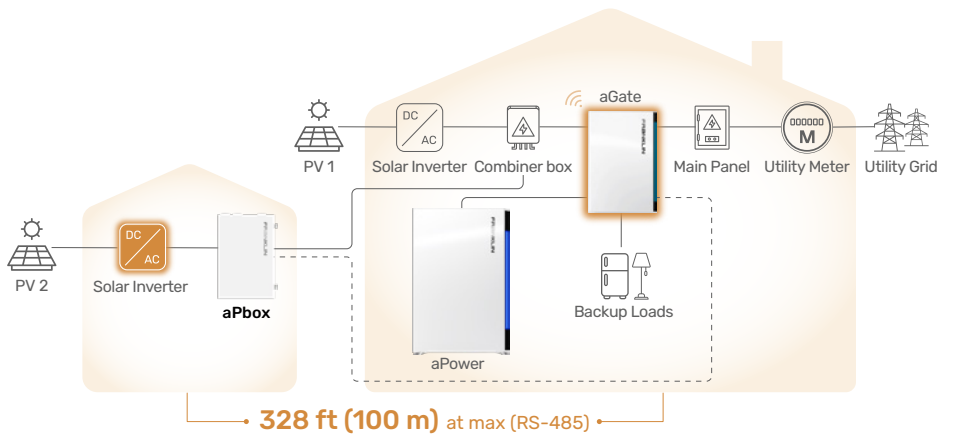 aGate
DC
AC
000000
M
PV 1
Solar Inverter
Combiner box
Main Panel
Utility Meter
Utility Grid
DC
AC
PV 2
Solar Inverter
aPbox
Backup Loads
aPower
328 ft (100 m) at max (RS-485)